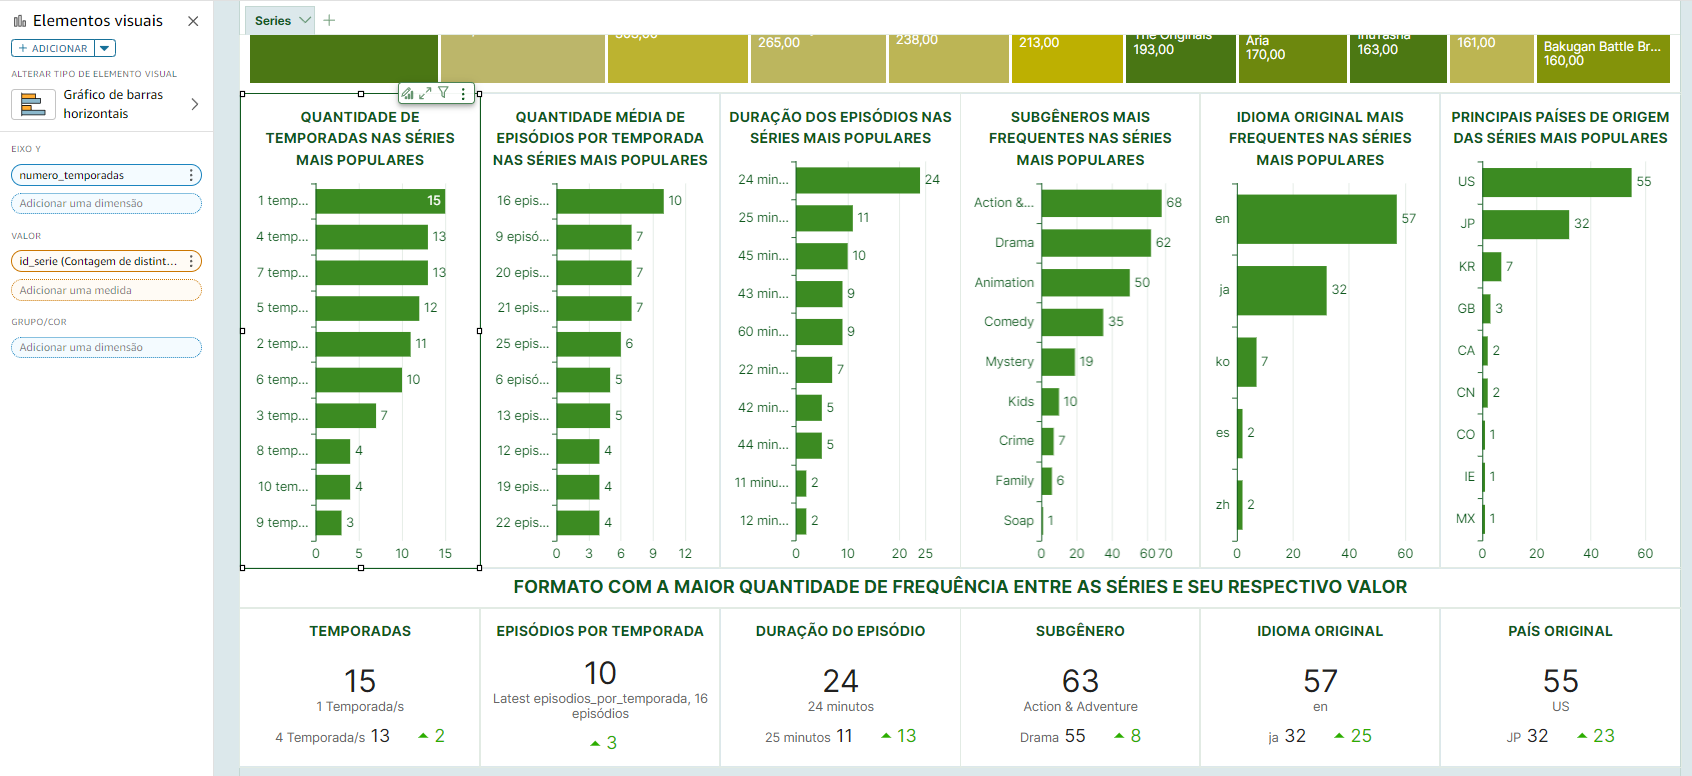 Elementos visuais
ADICIONAR
ALTERAR TIPO DE ELEMENTO VISUAL
Gráfico de barras
horizontais
EIXO Y
numero_temporadas
Adicionar uma dimensão
VALOR
id_serie (Contagem de distint...
Adicionar uma medida
GRUPO/COR
Adicionar uma dimensão
Series
265,00
238,00
213,00
The Originals
193,00
Aria
170,00
InuYasha
163,00
161,00
Bakugan Battle Br...
160,00
QUANTIDADE DE
TEMPORADAS NAS SÉRIES
MAIS POPULARES
1 temp... 15
4 temp... 13
7 temp... 13
5 temp... 12
2 temp... 11
6 temp... 10
3 temp... 7
8 temp... 4
10 tem... 4
9 temp... 3
0 5 10 15
QUANTIDADE MÉDIA DE
EPISÓDIOS POR TEMPORADA
NAS SÉRIES MAIS POPULARES
16 epis... 10
9 episó... 7
20 epis... 7
21 epis... 7
25 epis... 6
6 episó... 5
13 epis... 5
12 epis... 4
19 epis... 4
22 epis... 4
0 3 6 9 12
DURAÇÃO DOS EPISÓDIOS NAS
SÉRIES MAIS POPULARES
24 min... 24
25 min... 11
45 min... 10
43 min... 9
60 min... 9
22 min... 7
42 min... 5
44 min... 5
11 minu... 2
12 min... 2
0 10 20 25
SUBGÊNEROS MAIS
FREQUENTES NAS SÉRIES
MAIS POPULARES
Action &... 68
Drama 62
Animation 50
Comedy 35
Mystery 19
Kids 10
Crime 7
Family 6
Soap 1
0 20 40 60 70
IDIOMA ORIGINAL MAIS
FREQUENTES NAS SÉRIES
MAIS POPULARES
en 57
ja 32
ko 7
es 2
zh 2
0 20 40 60
PRINCIPAIS PAÍSES DE ORIGEM
DAS SÉRIES MAIS POPULARES
US 55
JP 32
KR 7
GB 3
CA 2
CN 2
CO 1
IE 1
MX 1
0 20 40 60
FORMATO COM A MAIOR QUANTIDADE DE FREQUÊNCIA ENTRE AS SÉRIES E SEU RESPECTIVO VALOR
TEMPORADAS
15
1 Temporada/s
4 Temporada/s 13 2
EPISÓDIOS POR TEMPORADA
10
Latest episodios_por_temporada, 16
episódios
3
DURAÇÃO DO EPISÓDIO
24
24 minutos
25 minutos 11 13
SUBGÊNERO
63
Action & Adventure
Drama 55 8
IDIOMA ORIGINAL
57
en
ja 32 25
PAÍS ORIGINAL
55
US
JP 32 23